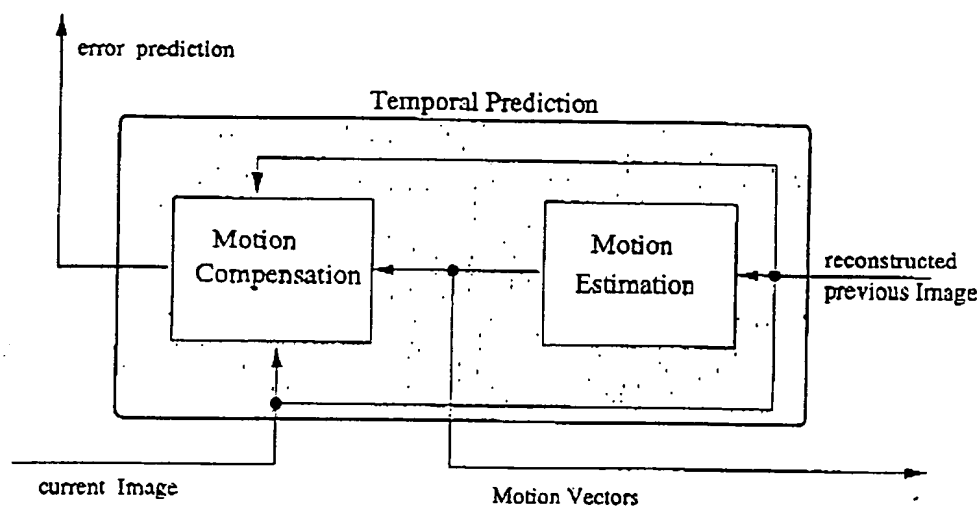 error prediction
Temporal Prediction
Motion
Compensation
Motion
Estimation
reconstructed
previous Image
current Image
Motion Vectors